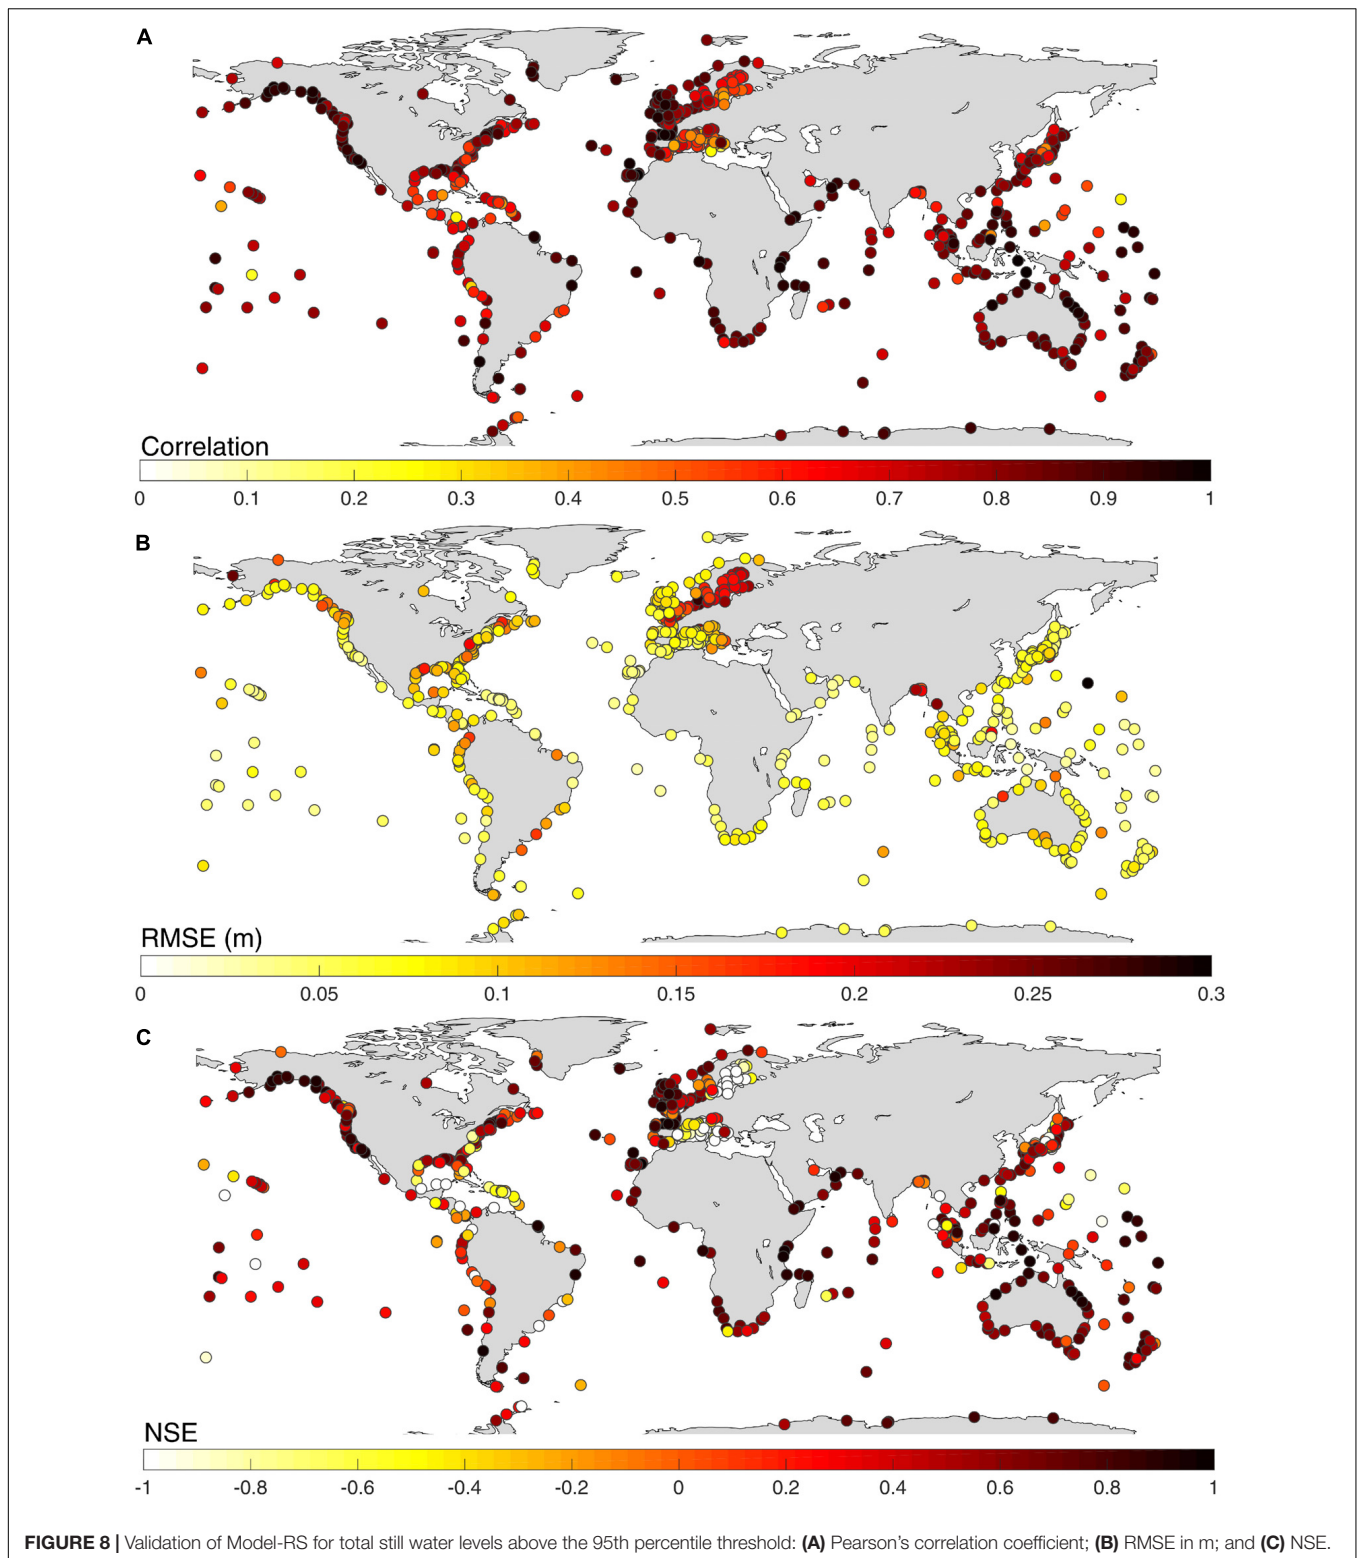 A
Correlation
0 0.1 0.2 0.3 0.4 0.5 0.6 0.7 0.8 0.9 1
B
RMSE (m)
0 0.05 0.1 0.15 0.2 0.25 0.3
C
NSE
-1 -0.8 -0.6 -0.4 -0.2 0 0.2 0.4 0.6 0.8 1
FIGURE 8 | Validation of Model-RS for total still water levels above the 95th percentile threshold: (A) Pearson's correlation coefficient; (B) RMSE in m; and (C) NSE.